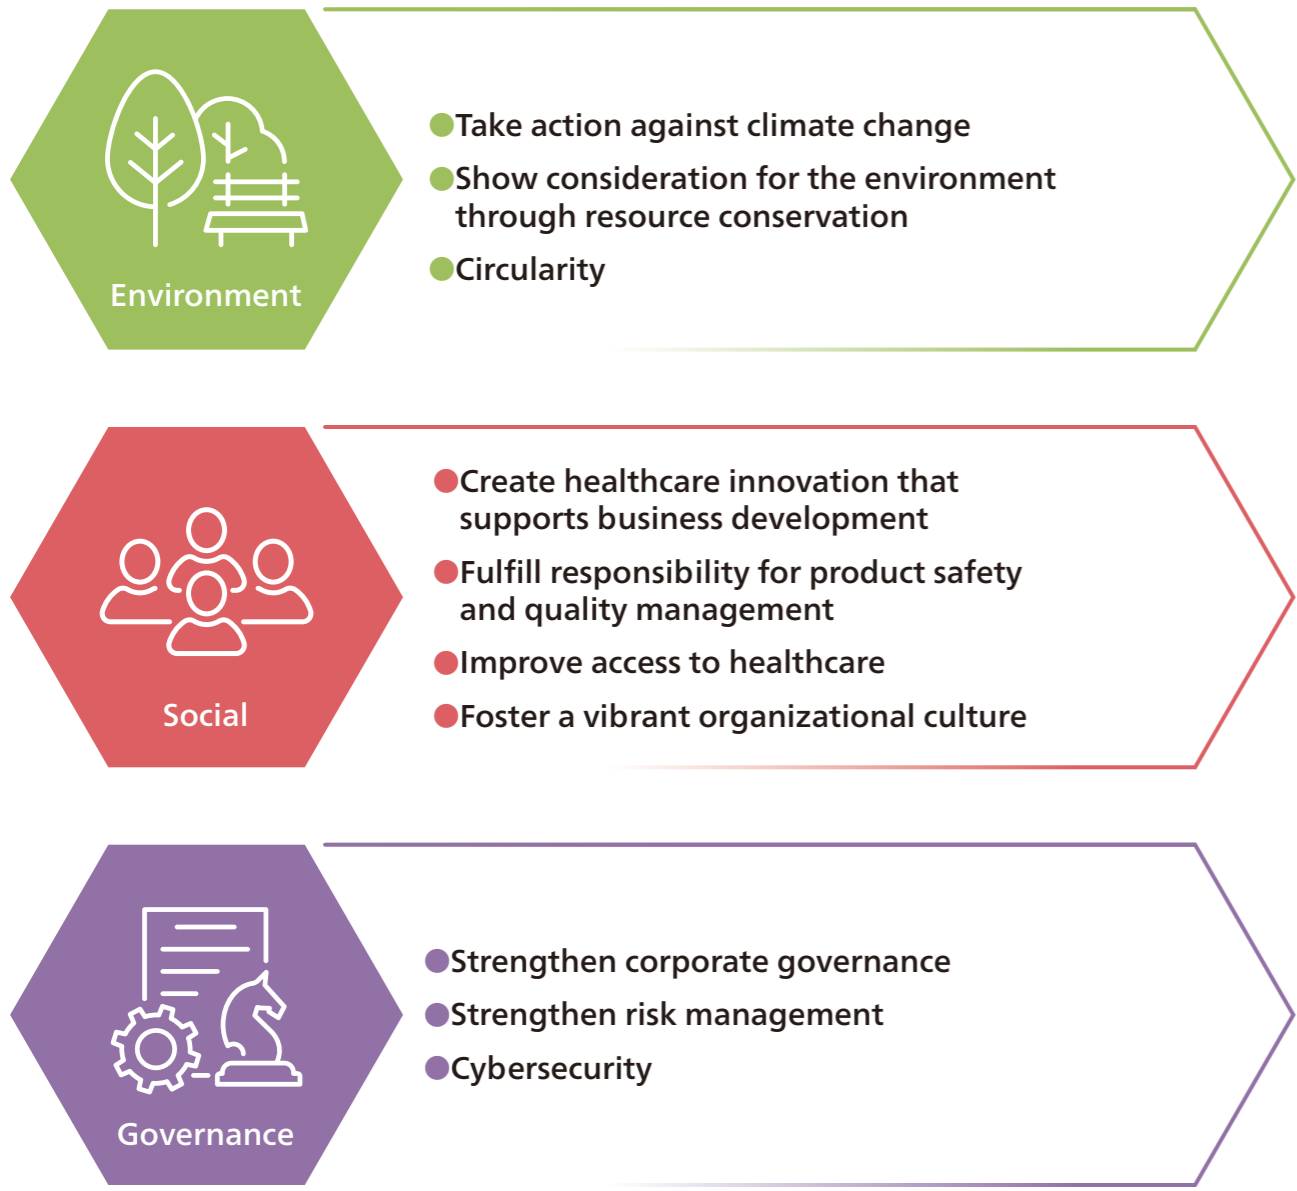 Environment
●Take action against climate change
●Show consideration for the environment
through resource conservation
●Circularity
Social
●Create healthcare innovation that
supports business development
●Fulfill responsibility for product safety
and quality management
●Improve access to healthcare
●Foster a vibrant organizational culture
Governance
●Strengthen corporate governance
●Strengthen risk management
●Cybersecurity